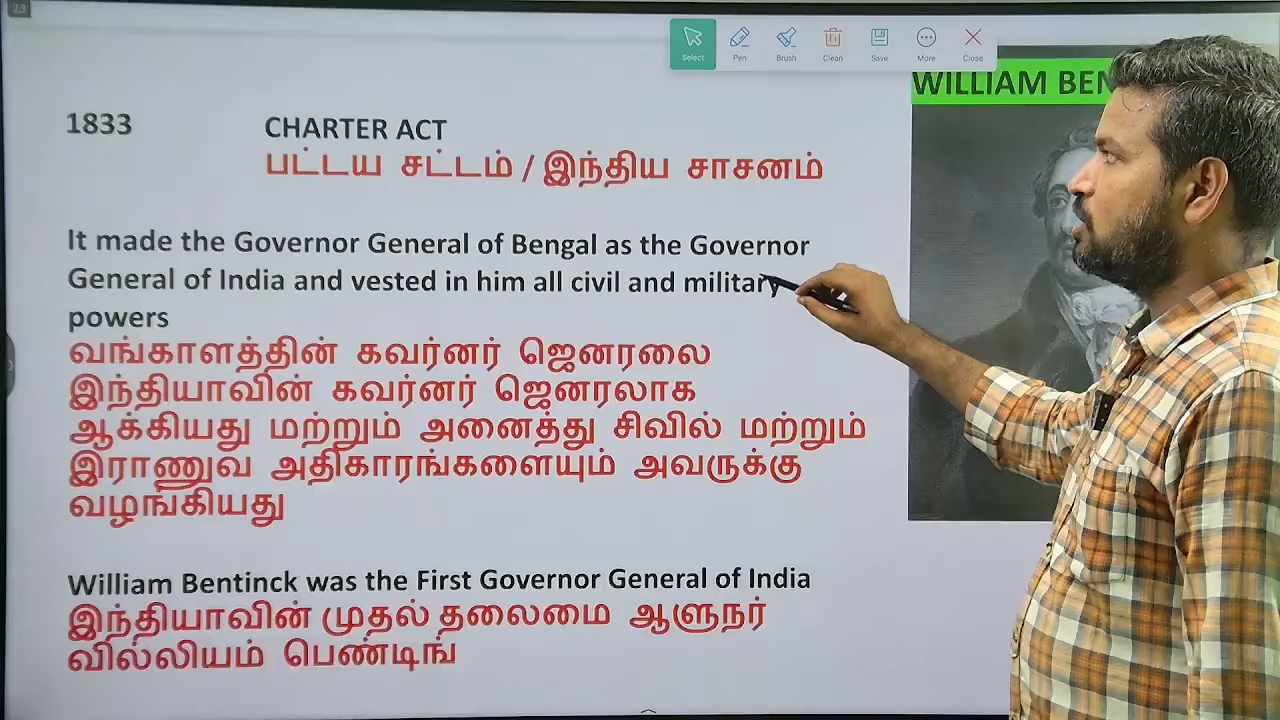 23
Select Pen Brush Clean Save More Close
WILLIAM BEN
1833 CHARTER ACT
பட்டய சட்டம் / இந்திய சாசனம்
It made the Governor General of Bengal as the Governor
General of India and vested in him all civil and military
powers
வங்காளத்தின் கவர்னர் ஜெனரலை
இந்தியாவின் கவர்னர் ஜெனரலாக
ஆக்கியது மற்றும் அனைத்து சிவில் மற்றும்
இராணுவ அதிகாரங்களையும் அவருக்கு
வழங்கியது
William Bentinck was the First Governor General of India
இந்தியாவின் முதல் தலைமை ஆளுநர்
வில்லியம் பெண்டிங்